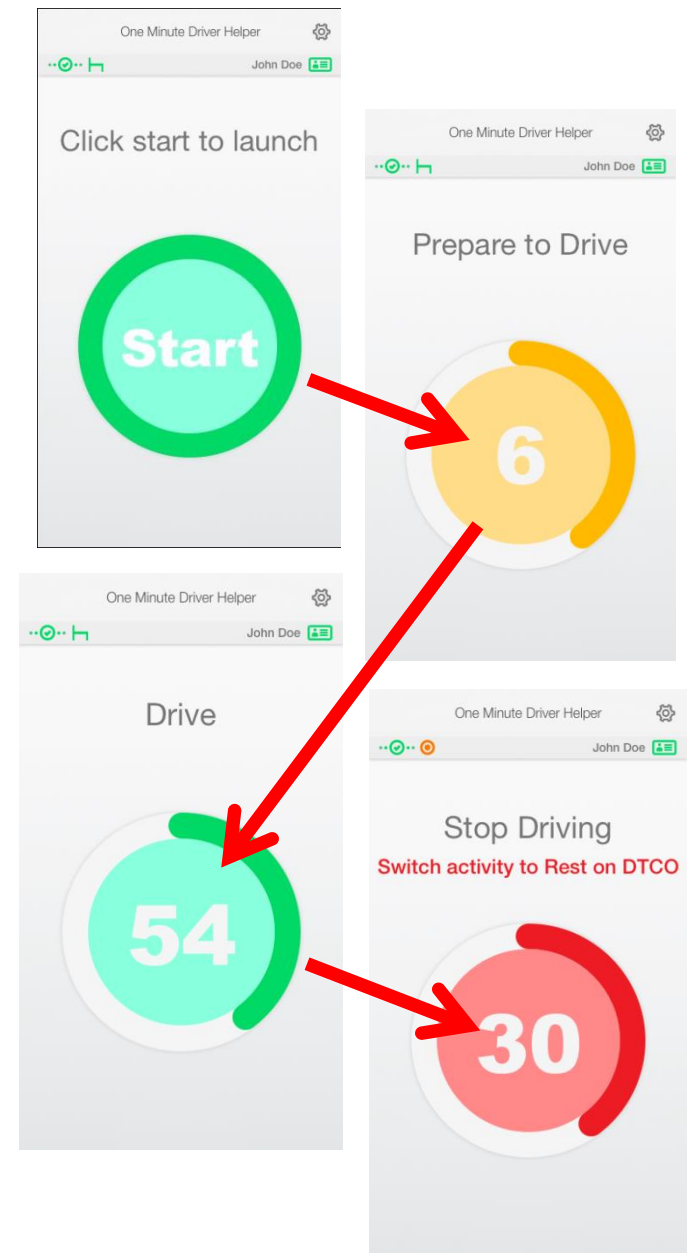 One Minute Driver Helper
John Doe
Click start to launch
Start
One Minute Driver Helper
John Doe
Prepare to Drive
6
One Minute Driver Helper
John Doe
Drive
54
One Minute Driver Helper
John Doe
Stop Driving
Switch activity to Rest on DTCO
30